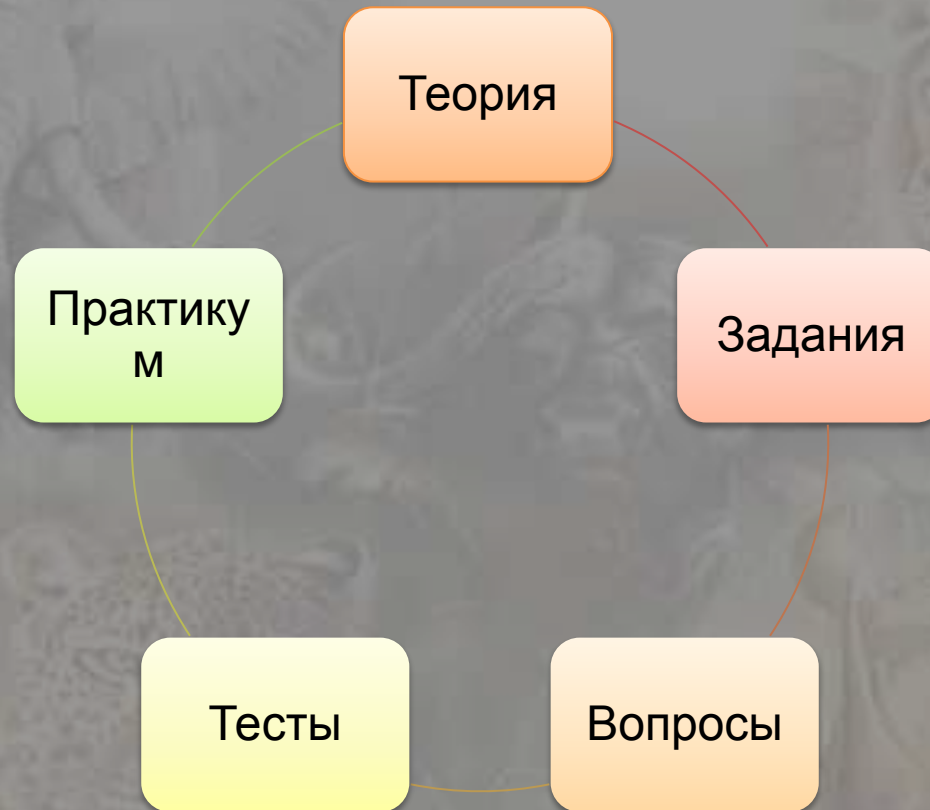 Теория
Практику
м
Задания
Тесты
Вопросы